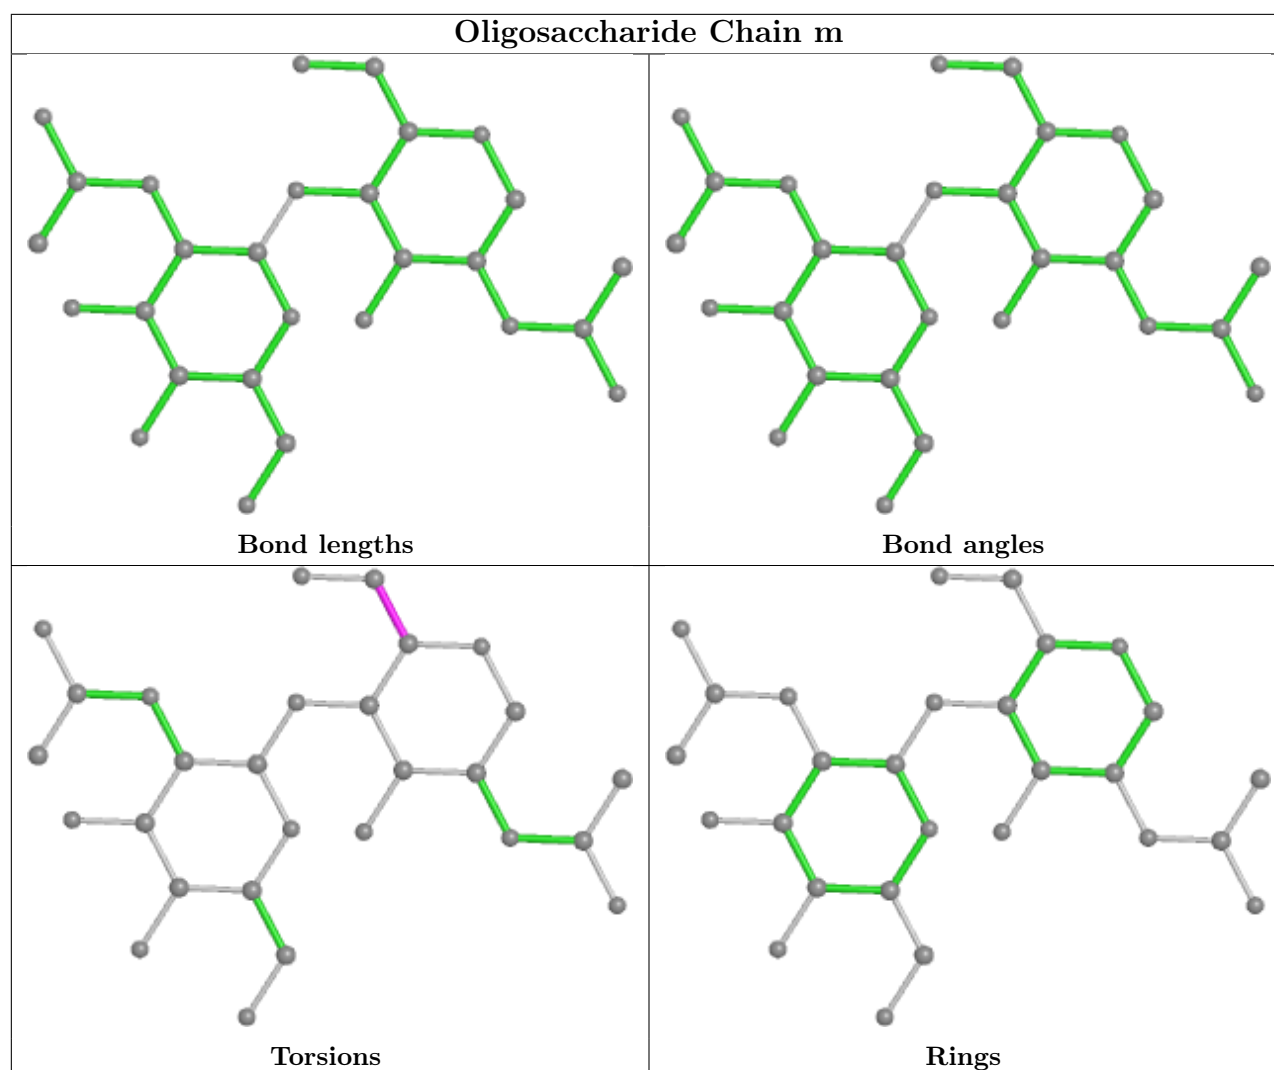 Oligosaccharide Chain m
Bond lengths
Bond angles
Torsions
Rings